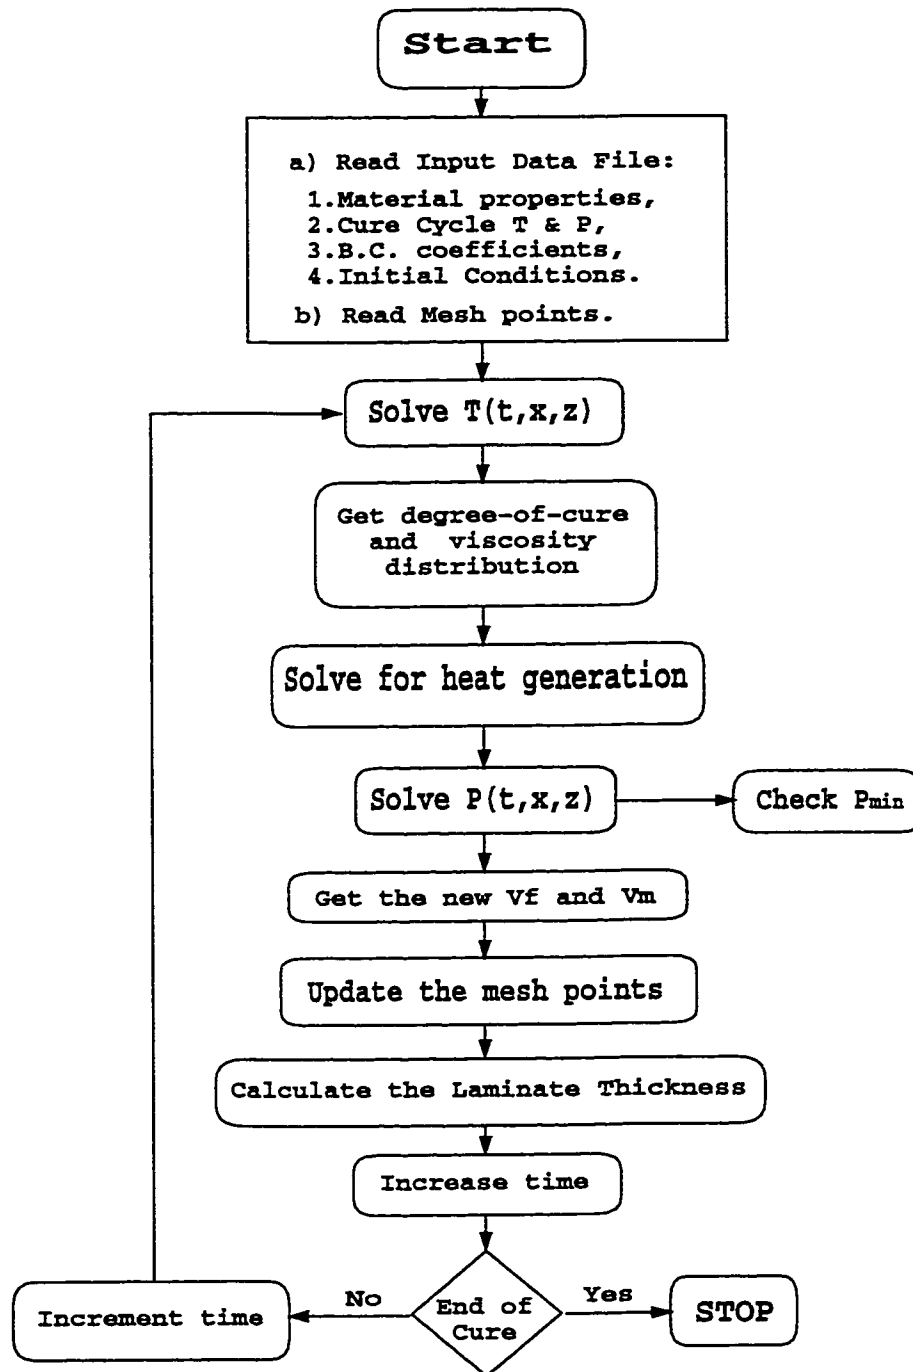 Start
a) Read Input Data File:
1.Material properties,
2.Cure Cycle T & P,
3.B.C. coefficients,
4.Initial Conditions.
b) Read Mesh points.
Solve T(t,x,z)
Get degree-of-cure
and viscosity
distribution
Solve for heat generation
Solve P(t,x,z)
Check Pmin
Get the new Vf and Vm
Update the mesh points
Calculate the Laminate Thickness
Increase time
End of
Cure
No
Yes
Increment time
STOP